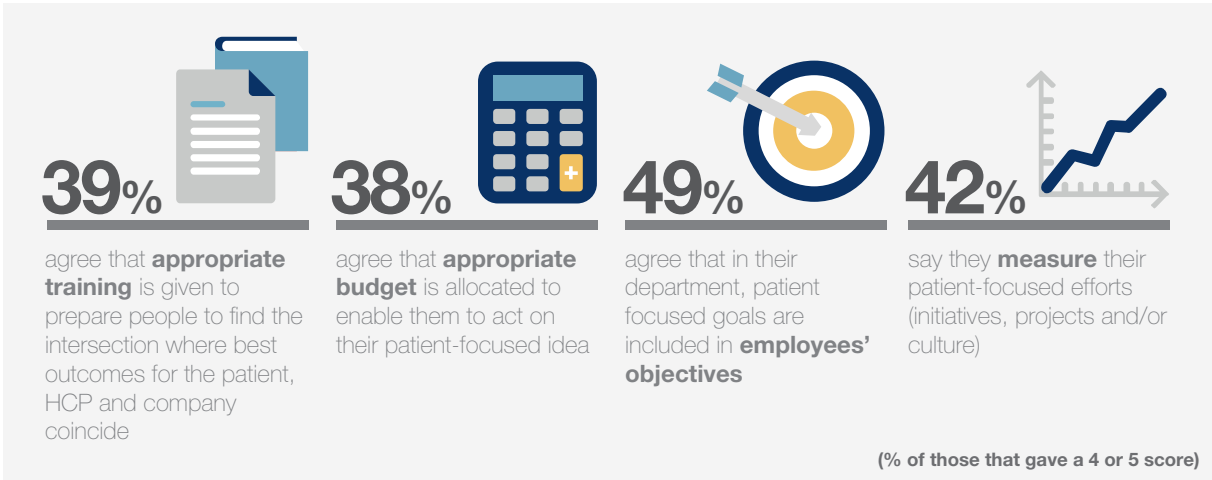 39%
agree that appropriate
training is given to
prepare people to find the
intersection where best
outcomes for the patient,
HCP and company
coincide
38%
agree that appropriate
budget is allocated to
enable them to act on
their patient-focused idea
49%
agree that in their
department, patient
focused goals are
included in employees’
objectives
42%
say they measure their
patient-focused efforts
(initiatives, projects and/or
culture)
(% of those that gave a 4 or 5 score)